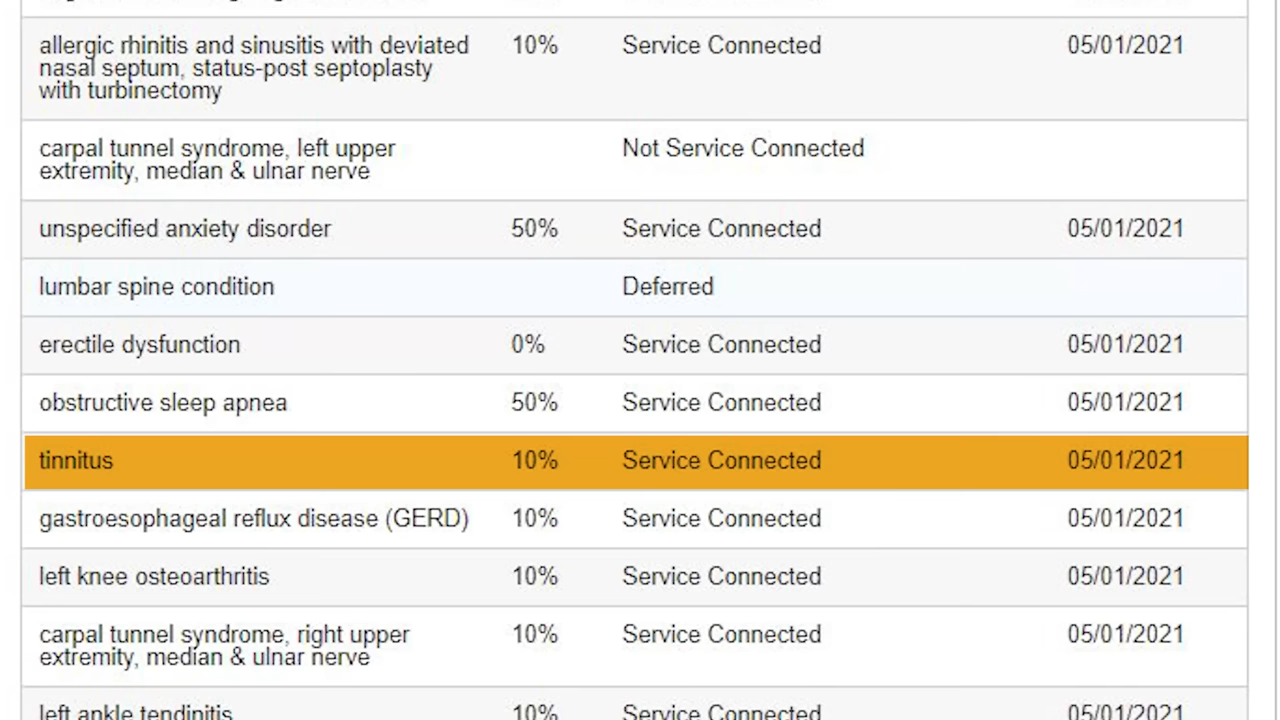 allergic rhinitis and sinusitis with deviated 10% Service Connected 05/01/2021
nasal septum, status-post septoplasty
with turbinectomy
carpal tunnel syndrome, left upper Not Service Connected
extremity, median & ulnar nerve
unspecified anxiety disorder 50% Service Connected 05/01/2021
lumbar spine condition Deferred
erectile dysfunction 0% Service Connected 05/01/2021
obstructive sleep apnea 50% Service Connected 05/01/2021
tinnitus 10% Service Connected 05/01/2021
gastroesophageal reflux disease (GERD) 10% Service Connected 05/01/2021
left knee osteoarthritis 10% Service Connected 05/01/2021
carpal tunnel syndrome, right upper 10% Service Connected 05/01/2021
extremity, median & ulnar nerve
left ankle tendinitis 10% Service Connected 05/01/2021